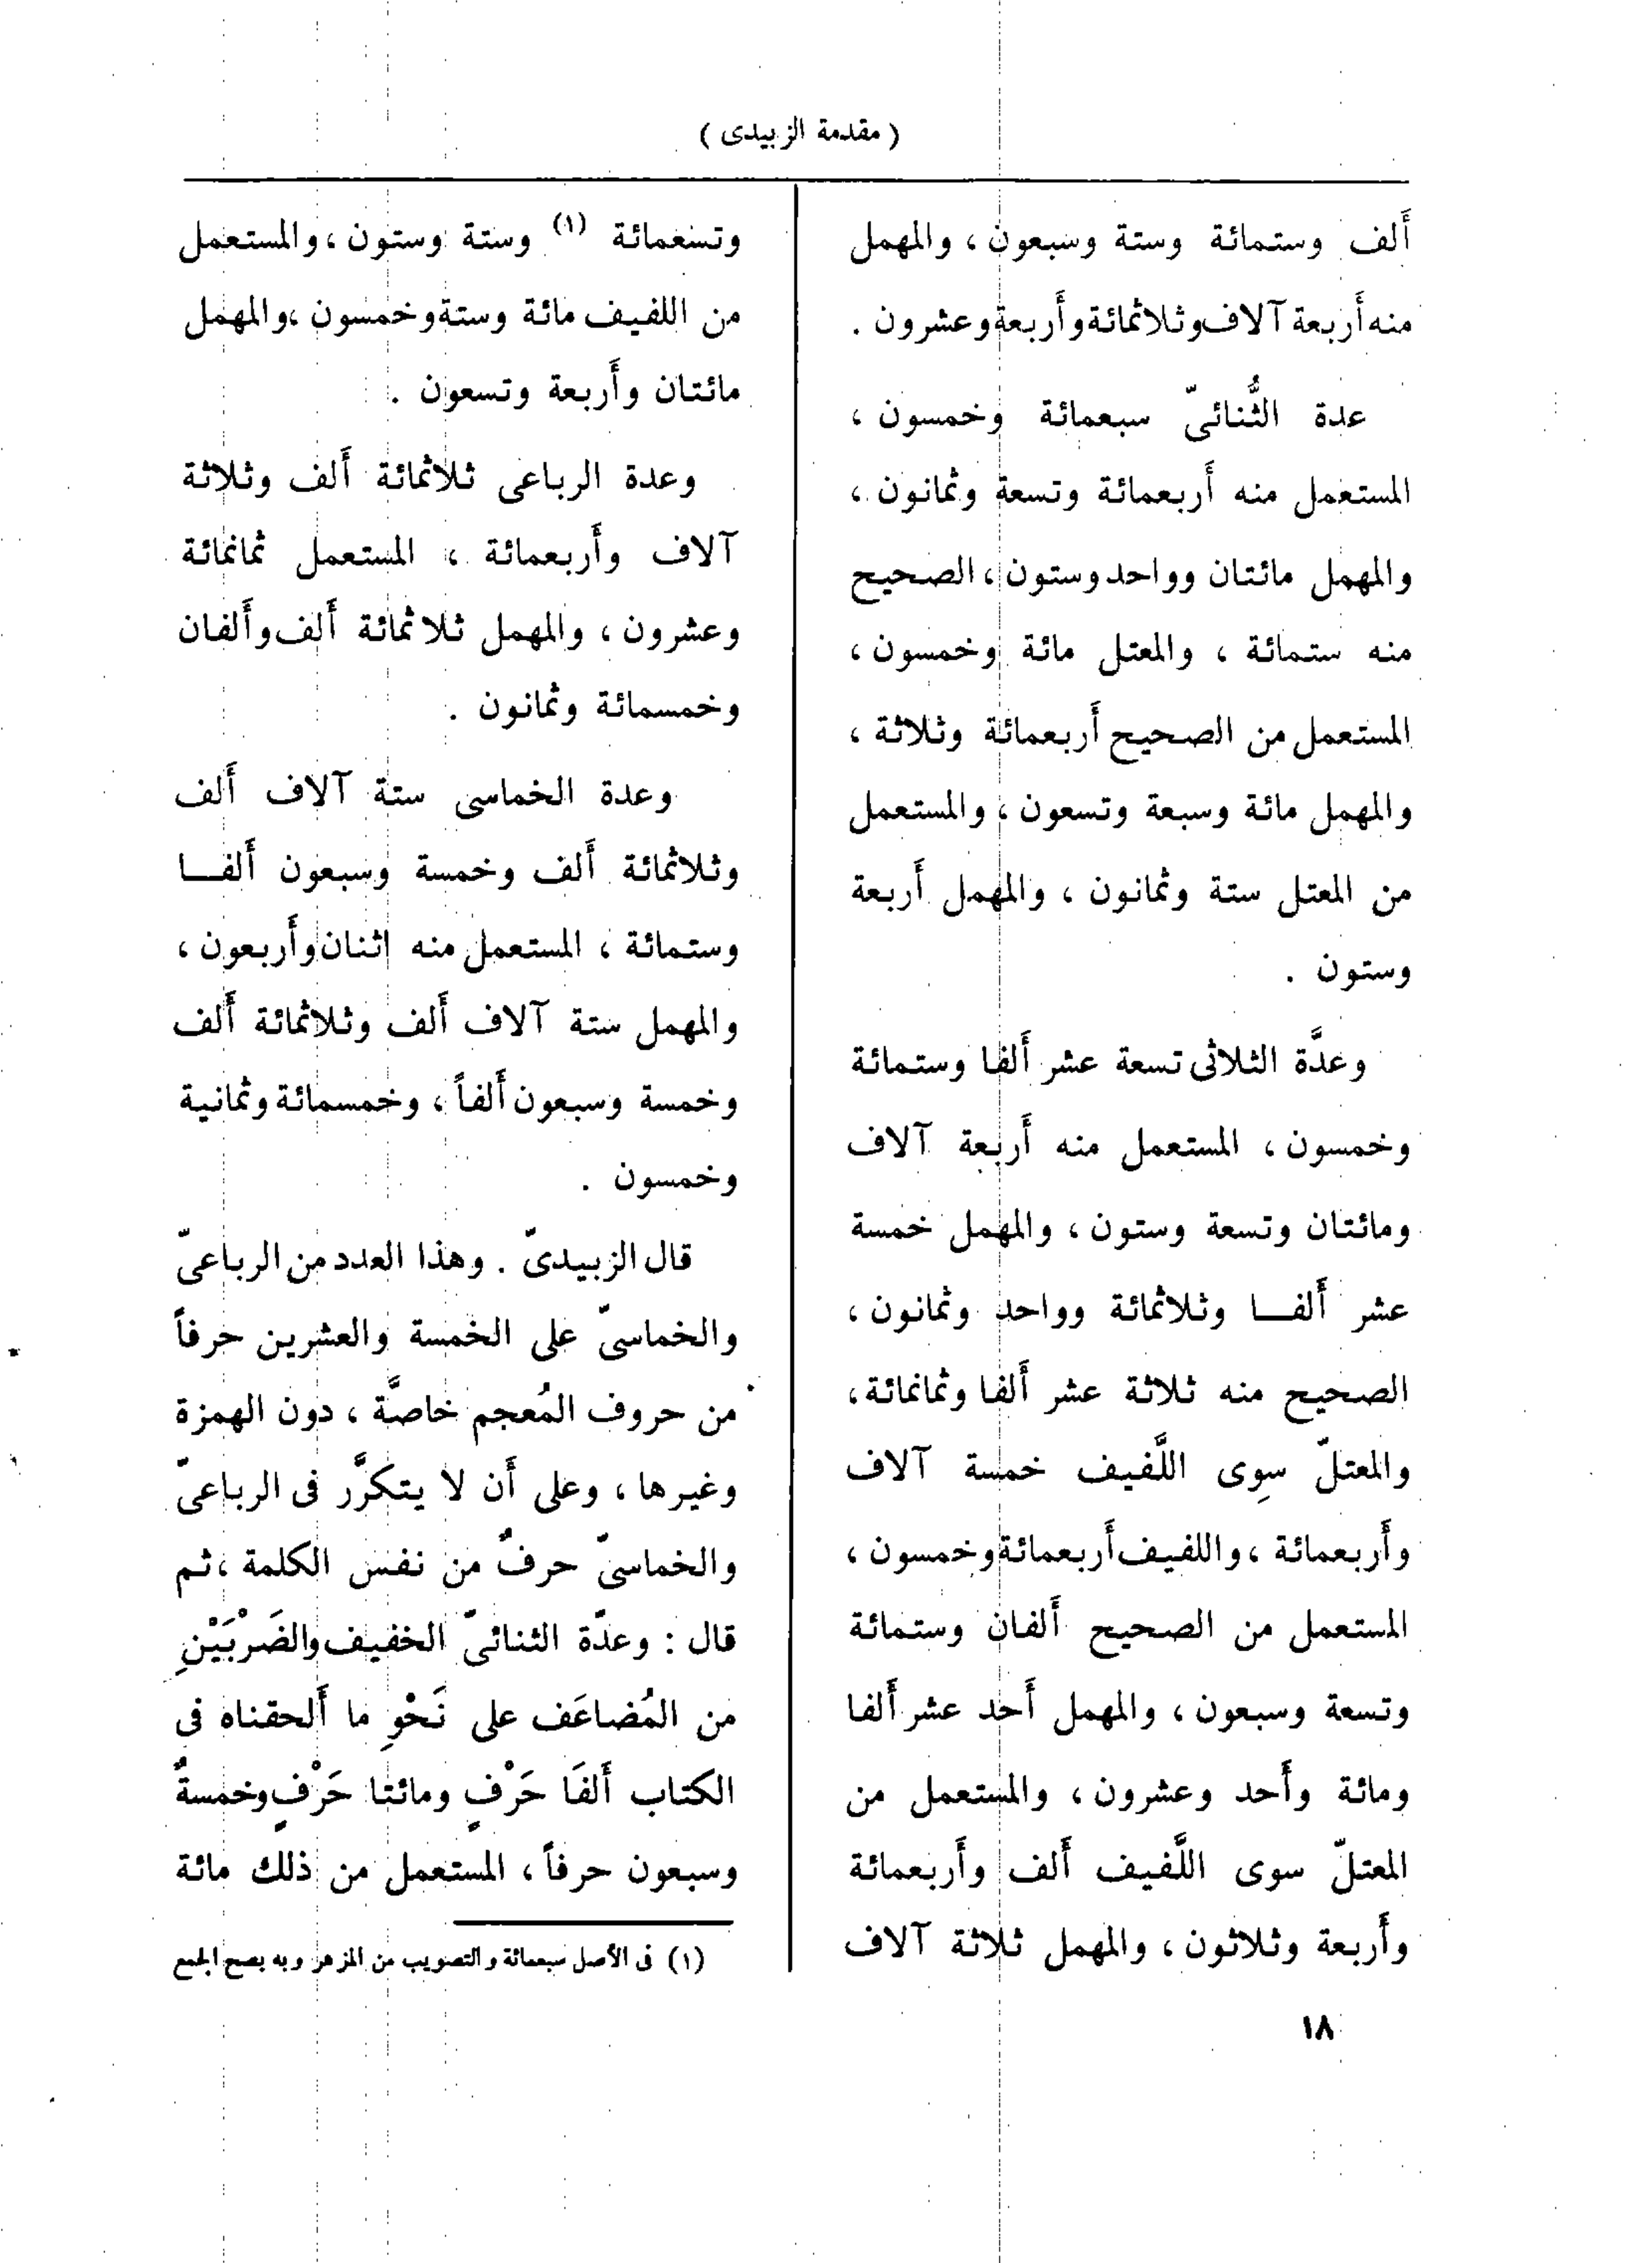 ( مقدمة الزبيدى )
أَلف وستمائة وستة وسبعون ، والمهمل
منه أَربعة آلاف وثلاثمائة وأَربعة وعشرون .
عدة الثُّنائىّ سبعمائة وخمسون ،
المستعمل منه أَربعمائة وتسعة وثمانون ،
والمهمل مائتان وواحد وستون ، الصحيح
منه ستمائة ، والمعتل مائة وخمسون ،
المستعمل من الصحيح أَربعمائة وثلاثة ،
والمهمل مائة وسبعة وتسعون ، والمستعمل
من المعتل ستة وثمانون ، والمهمل أَربعة
وستون .
وعدَّة الثلاثى تسعة عشر أَلفا وستمائة
وخمسون ، المستعمل منه أَربعة آلاف
ومائتان وتسعة وستون ، والمهمل خمسة
عشر أَلفـا وثلاثمائة وواحد وثمانون ،
الصحيح منه ثلاثة عشر أَلفا وثمانمائة ،
والمعتلّ سِوى اللَّفيف خمسة آلاف
وأَربعمائة ، واللفيف أَربعمائة وخمسون ،
المستعمل من الصحيح أَلفان وستمائة
وتسعة وسبعون ، والمهمل أَحد عشر أَلفا
ومائة وأَحد وعشرون ، والمستعمل من
المعتلّ سوى اللَّفيف أَلف وأَربعمائة
وأَربعة وثلاثون ، والمهمل ثلاثة آلاف
وتسعمائة (١) وستة وستون ، والمستعمل
من اللفيف مائة وستة وخمسون ، والمهمل
مائتان وأَربعة وتسعون .
وعدة الرباعى ثلاثمائة أَلف وثلاثة
آلاف وأَربعمائة ، المستعمل ثمانمائة
وعشرون ، والمهمل ثلاثمائة أَلف وأَلفان
وخمسمائة وثمانون .
وعدة الخماسى ستة آلاف أَلف
وثلاثمائة أَلف وخمسة وسبعون أَلفـا
وستمائة ، المستعمل منه اثنان وأَربعون ،
والمهمل ستة آلاف أَلف وثلاثمائة أَلف
وخمسة وسبعون أَلفاً ، وخمسمائة وثمانية
وخمسون .
قال الزبيدىّ . وهذا العدد من الرباعىّ
والخماسىّ على الخمسة والعشرين حرفاً
من حروف المُعجم خاصَّة ، دون الهمزة
وغيرها ، وعلى أَن لا يتكرَّر فى الرباعىّ
والخماسىّ حرفٌ من نفس الكلمة ، ثم
قال : وعدّة الثنائىّ الخفيف والضَرْبَيْنِ
من المُضاعَف على نَحْوِ ما أَلحقناه فى
الكتاب أَلفَا حَرْفٍ ومائتا حَرْفٍ وخمسةٌ
وسبعون حرفاً ، المستعمل من ذلك مائة
(١) فى الأصل سبعمائة والتصويب من المزهر وبه يصح الجمع
١٨